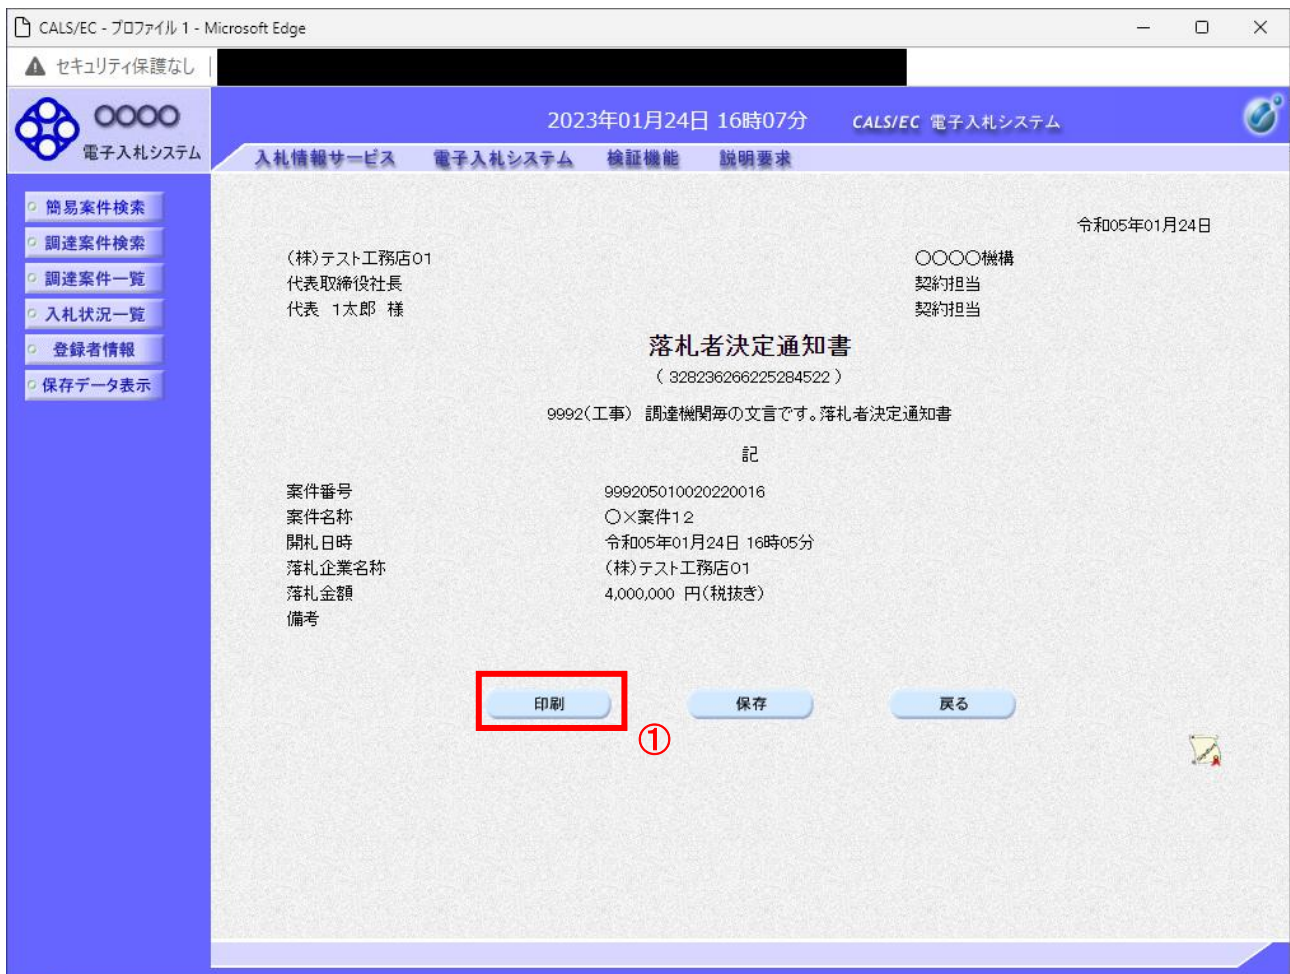 CALS/EC - プロファイル 1 - Microsoft Edge
セキュリティ保護なし
〇〇〇〇
電子入札システム
2023年01月24日 16時07分 CALS/EC 電子入札システム
入札情報サービス 電子入札システム 検証機能 説明要求
簡易案件検索
調達案件検索
調達案件一覧
入札状況一覧
登録者情報
保存データ表示
令和05年01月24日
(株)テスト工務店01
〇〇〇〇機構
代表取締役社長
契約担当
代表 1太郎 様
契約担当
落札者決定通知書
( 328236266225284522 )
9992(工事) 調達機関毎の文言です。落札者決定通知書
記
案件番号 999205010020220016
案件名称 〇×案件12
開札日時 令和05年01月24日 16時05分
落札企業名称 (株)テスト工務店01
落札金額 4,000,000 円(税抜き)
備考
印刷 保存 戻る
①